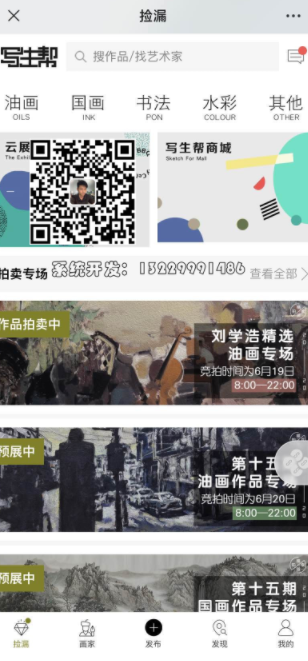 捡漏
写生帮
搜作品/找艺术家
油画 国画 书法 水彩 其他
OILS INK PON COLOUR OTHER
云展
The Exhi
写生帮商城
Sketch For Mall
拍卖专场
系统开发：13229991486
查看全部
作品拍卖中
刘学浩精选
油画专场
竞拍时间为6月19日
8:00—22:00
预展中
第十五
油画作品专场
竞拍时间为6月20日
8:00—22:00
预展中
第十五期
国画作品专场
捡漏 画家 发布 发现 我的